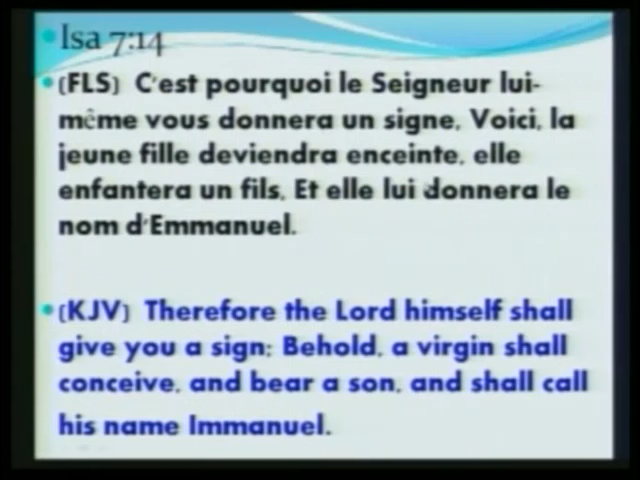 Isa 7:14
(FLS) C'est pourquoi le Seigneur lui-
même vous donnera un signe, Voici, la
jeune fille deviendra enceinte, elle
enfantera un fils, Et elle lui donnera le
nom d'Emmanuel.
(KJV) Therefore the Lord himself shall
give you a sign; Behold, a virgin shall
conceive, and bear a son, and shall call
his name Immanuel.